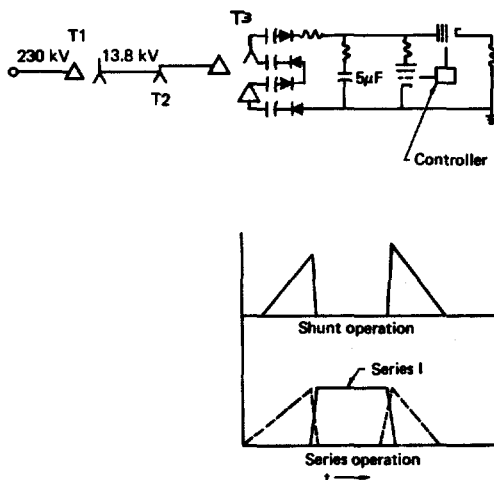 T1
T3
230 kV
13.8 kV
T2
5μF
Controller
Shunt operation
Series I
Series operation
t